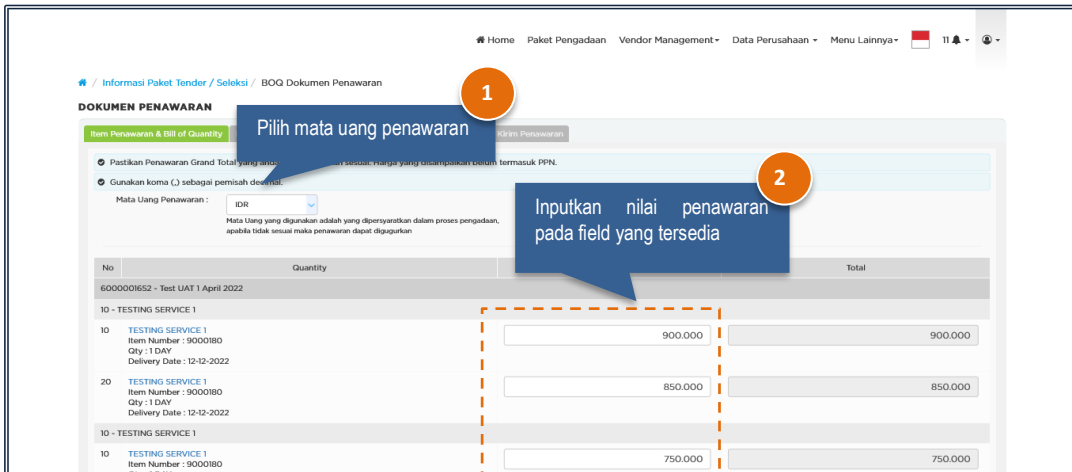 Home Paket Pengadaan Vendor Management Data Perusahaan Menu Lainnya 11
/ Informasi Paket Tender / Seleksi / BOQ Dokumen Penawaran
DOKUMEN PENAWARAN
1
Pilih mata uang penawaran
Item Penawaran & Bill of Quantity
Kirim Penawaran
Pastikan Penawaran Grand Total yang sesuai. Harga yang disampaikan belum termasuk PPN.
Gunakan koma (,) sebagai pemisah decimal.
Mata Uang Penawaran : IDR
Mata Uang yang digunakan adalah yang dipersyaratkan dalam proses pengadaan,
apabila tidak sesuai maka penawaran dapat digugurkan
2
Inputkan nilai penawaran
pada field yang tersedia
No Quantity Total
6000001652 - Test UAT 1 April 2022
10 - TESTING SERVICE 1
10 TESTING SERVICE 1
Item Number : 9000180
900.000 900.000
Qty : 1 DAY
Delivery Date : 12-12-2022
20 TESTING SERVICE 1
Item Number : 9000180
850.000 850.000
Qty : 1 DAY
Delivery Date : 12-12-2022
10 - TESTING SERVICE 1
10 TESTING SERVICE 1
Item Number : 9000180
750.000 750.000